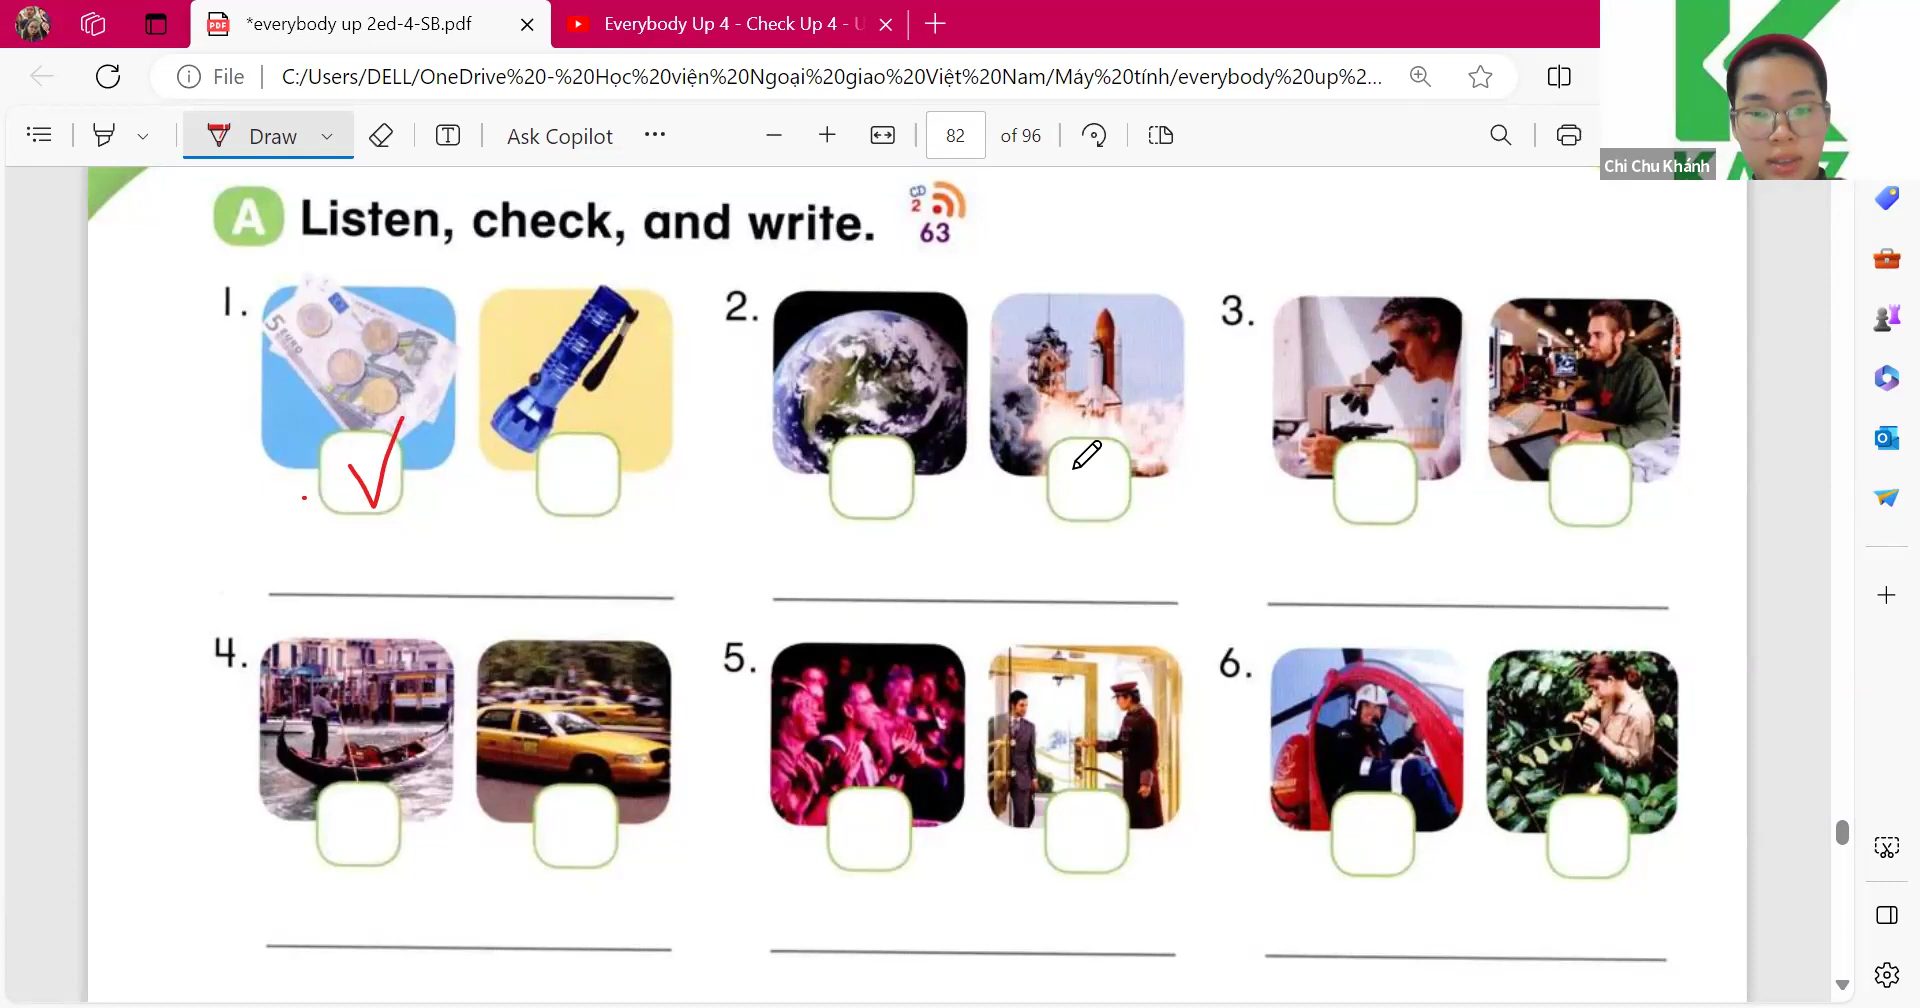 *everybody up 2ed-4-SB.pdf
Everybody Up 4 - Check Up 4 - U
File
C:/Users/DELL/OneDrive%20-%20Học%20viện%20Ngoại%20giao%20Việt%20Nam/Máy%20tính/everybody%20up%2...
Draw
Ask Copilot
82 of 96
Chi Chu Khánh
A Listen, check, and write.
CD
2
63
1.
2.
3.
5 EURO
4.
5.
6.